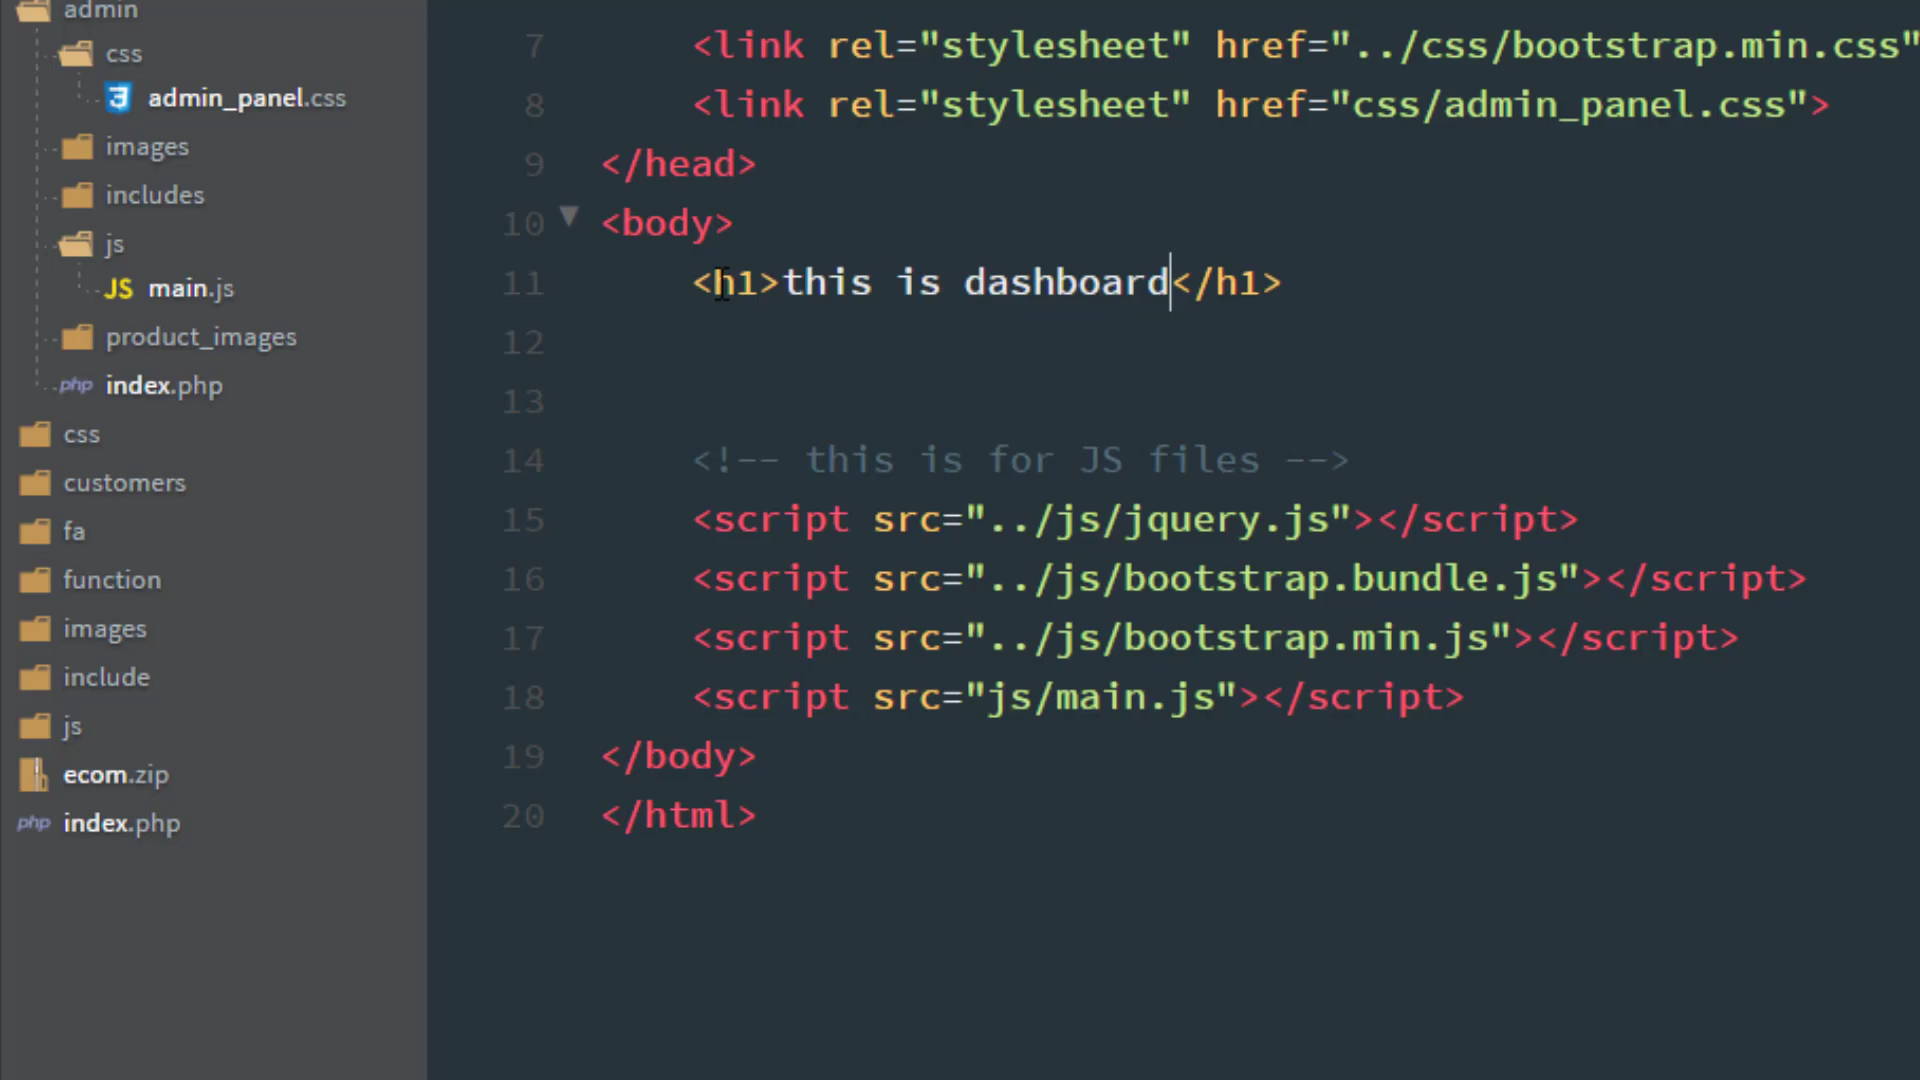 admin
css
admin_panel.css
images
includes
js
JS main.js
product_images
php index.php
css
customers
fa
function
images
include
js
ecom.zip
php index.php
7 <link rel="stylesheet" href="../css/bootstrap.min.css"
8 <link rel="stylesheet" href="css/admin_panel.css">
9 </head>
10 <body>
11 <h1>this is dashboard</h1>
12
13
14 <!-- this is for JS files -->
15 <script src="../js/jquery.js"></script>
16 <script src="../js/bootstrap.bundle.js"></script>
17 <script src="../js/bootstrap.min.js"></script>
18 <script src="js/main.js"></script>
19 </body>
20 </html>